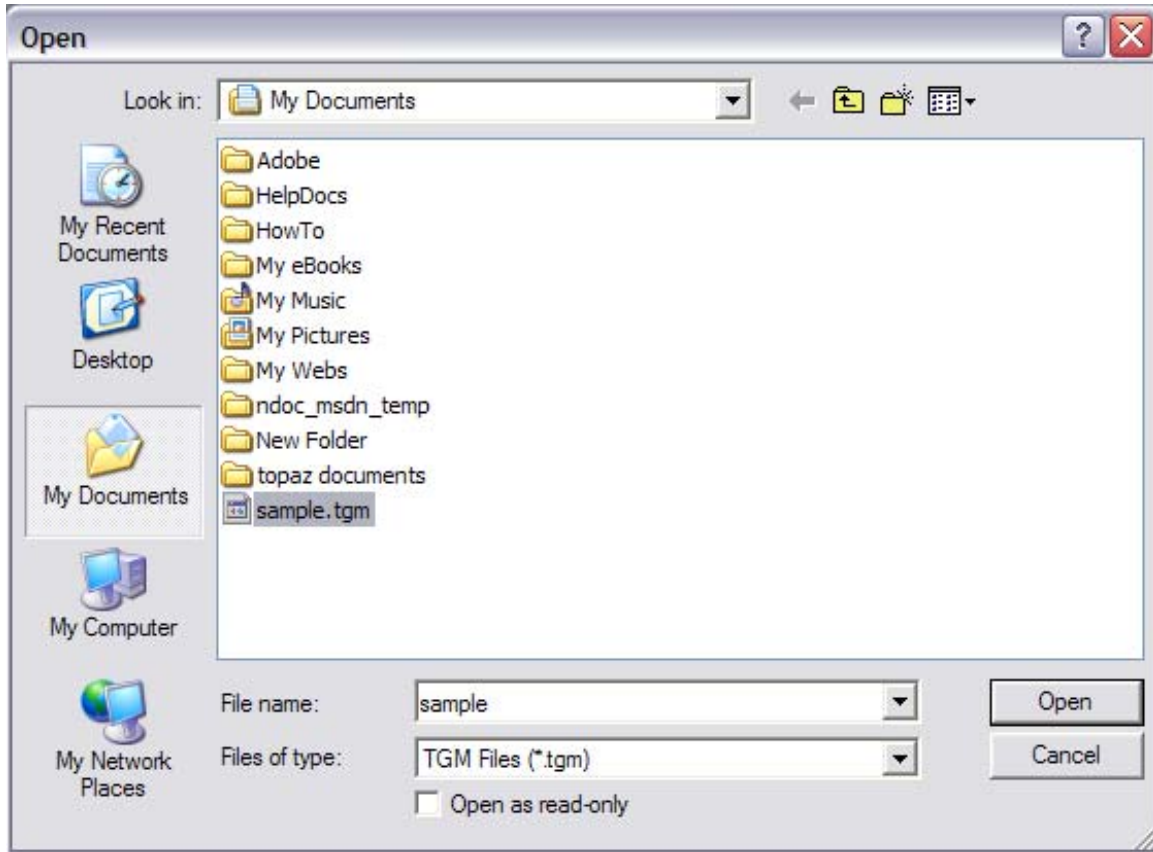 Open
Look in:
My Documents
My Recent
Documents
Desktop
My Documents
My Computer
My Network
Places
Adobe
HelpDocs
HowTo
My eBooks
My Music
My Pictures
My Webs
ndoc_msdn_temp
New Folder
topaz documents
sample.tgm
File name:
sample
Open
Files of type:
TGM Files (*.tgm)
Cancel
Open as read-only